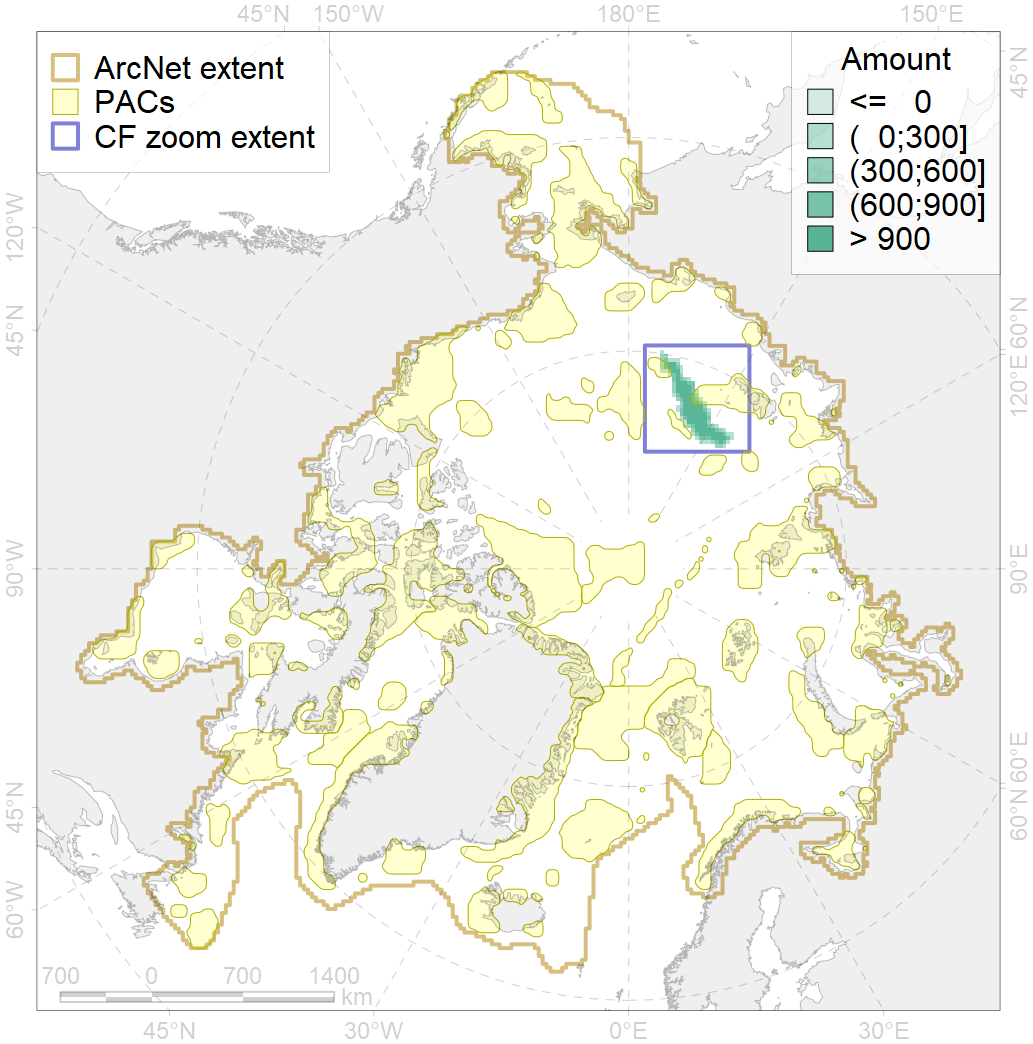 45°N 150°W 180°E 150°E
ArcNet extent
PACs
CF zoom extent
Amount
<= 0
( 0;300]
(300;600]
(600;900]
> 900
45°N
120°W
60°N
45°N
120°E
90°W
90°E
60°E
45°N
60°N
60°W
700 0 700 1400
km
45°N 30°W 0°E 30°E